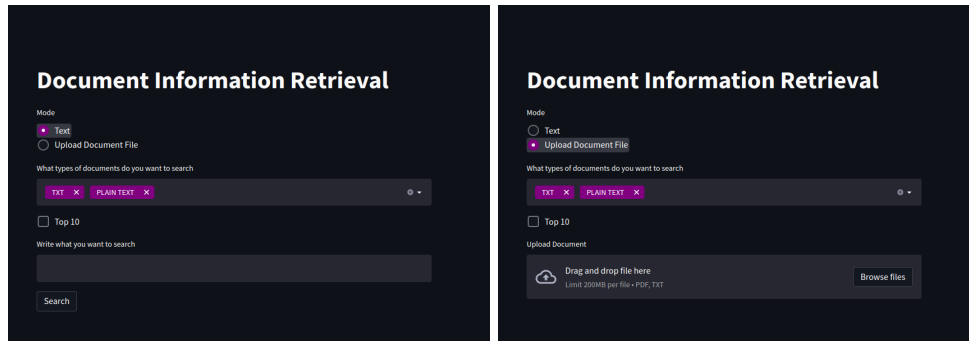 Document Information Retrieval
Mode
Text
Upload Document File
What types of documents do you want to search
TXT PLAIN TEXT
Top 10
Write what you want to search
Search
Document Information Retrieval
Mode
Text
Upload Document File
What types of documents do you want to search
TXT PLAIN TEXT
Top 10
Upload Document
Drag and drop file here
Limit 200MB per file • PDF, TXT
Browse files